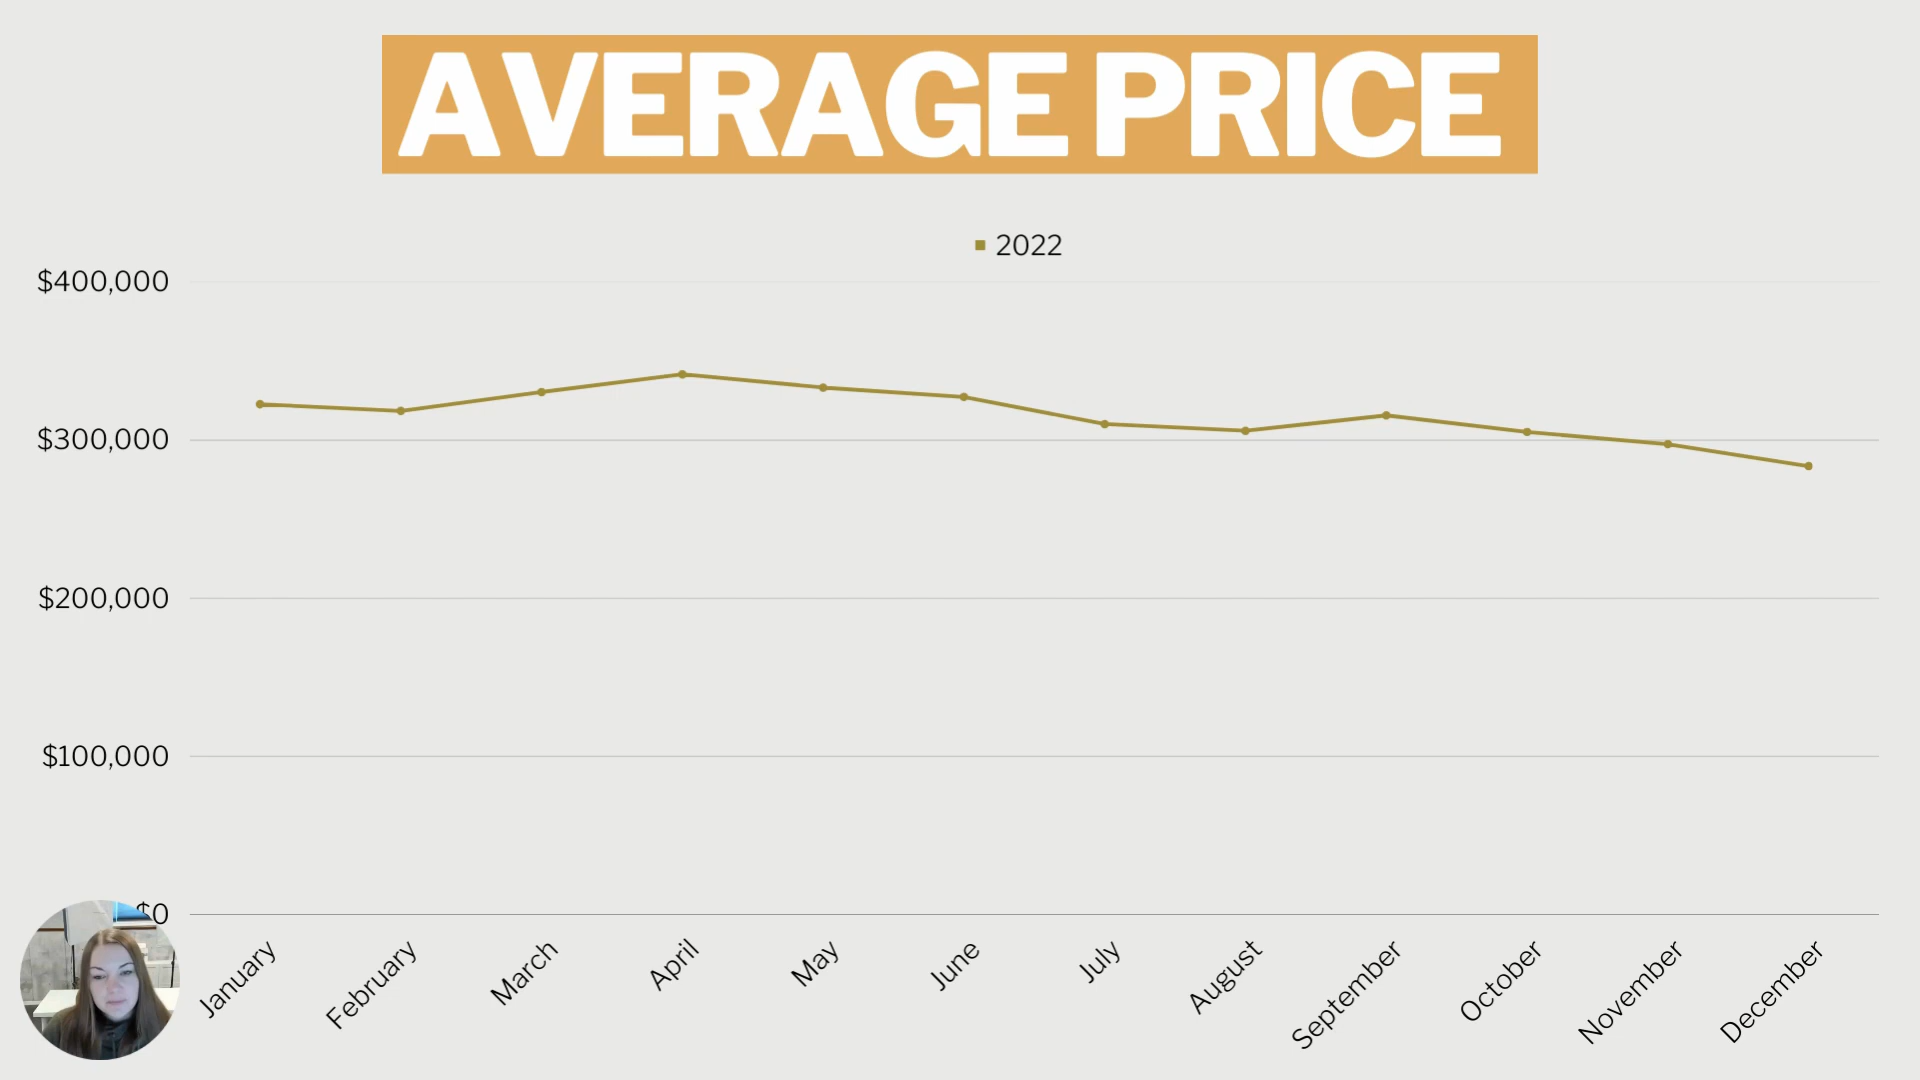 AVERAGE PRICE
2022
$400,000
$300,000
$200,000
$100,000
$0
January
February
March
April
May
June
July
August
September
October
November
December